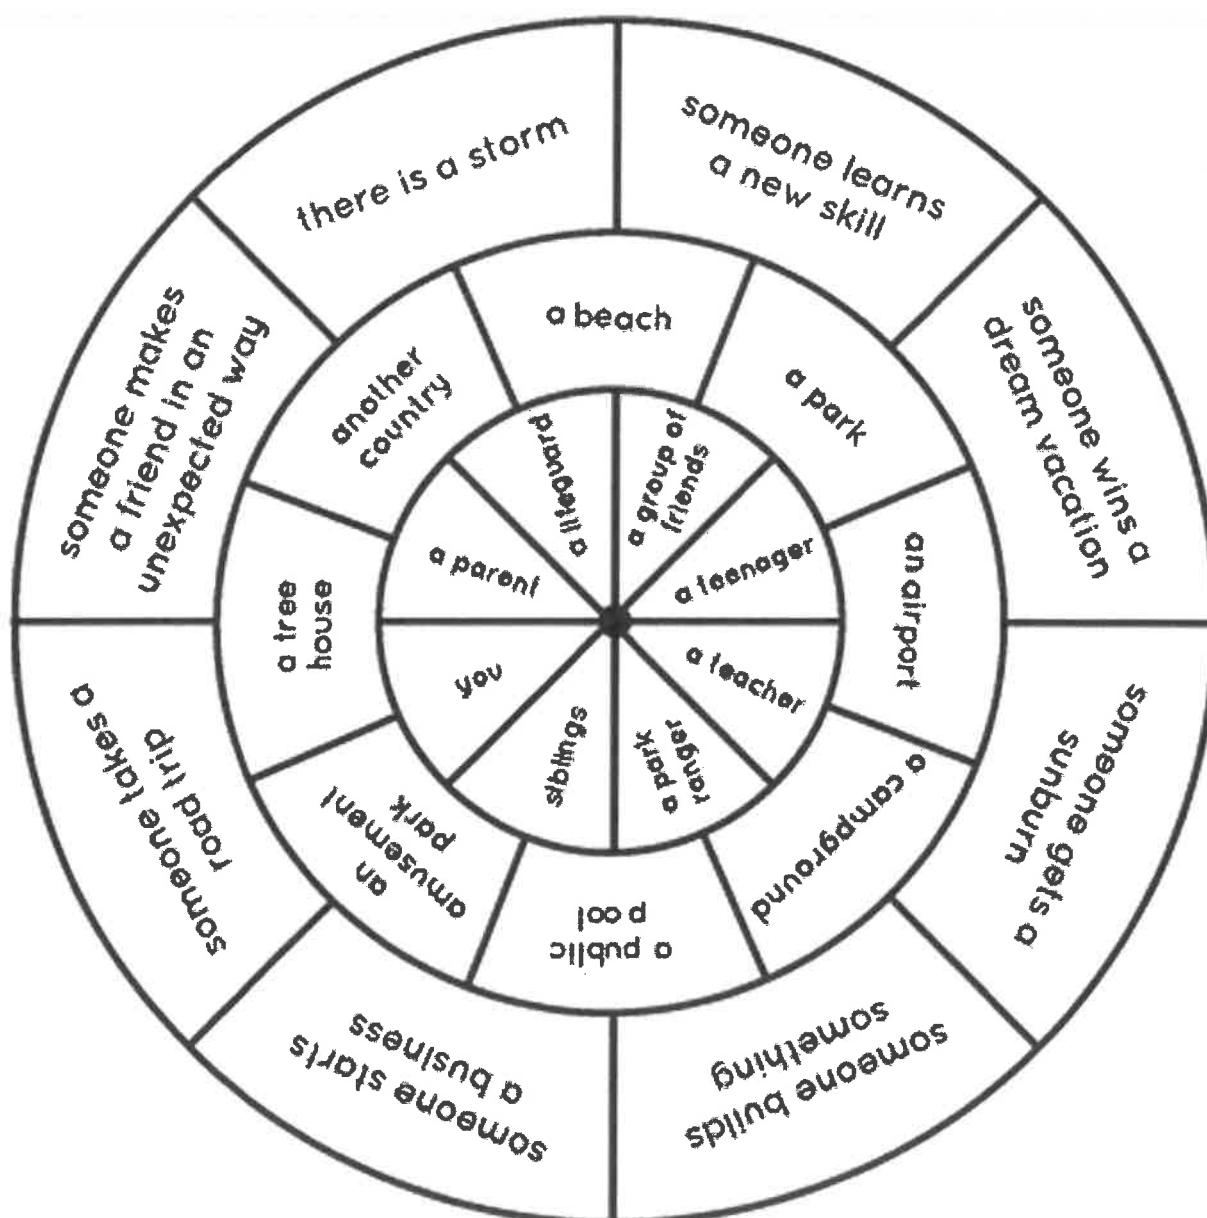 there is a storm
someone learns
a new skill
someone wins a
dream vacation
someone gets a
sunburn
someone builds
something
someone starts
a business
someone takes a
road trip
someone makes
a friend in an
unexpected way
a beach
a park
an airport
a campground
a public
pool
an
amusement
park
a tree
house
another
country
a lifeguard
a group of
friends
a teenager
a teacher
a park
ranger
siblings
you
a parent